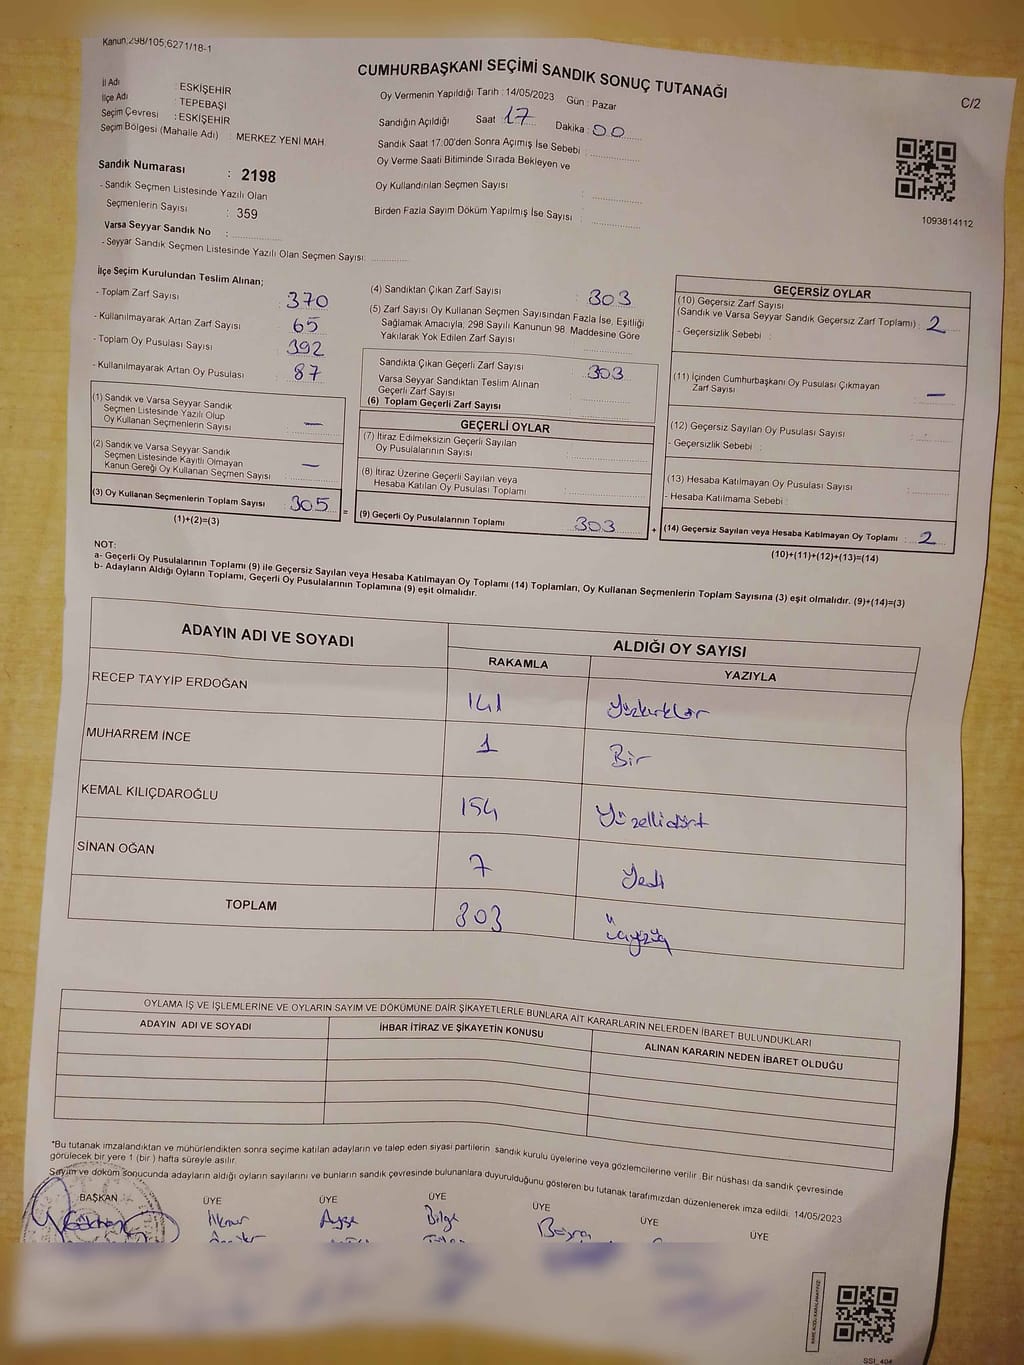 Kanun;298/105;6271/18-1
CUMHURBAŞKANI SEÇİMİ SANDIK SONUÇ TUTANAĞI
C/2
İl Adı : ESKİŞEHİR
İlçe Adı : TEPEBAŞI
Seçim Çevresi : ESKİŞEHİR
Seçim Bölgesi (Mahalle Adı) : MERKEZ YENİ MAH.
Oy Vermenin Yapıldığı Tarih : 14/05/2023 Gün : Pazar
Sandığın Açıldığı Saat 17 Dakika : 00
Sandık Saat 17:00'den Sonra Açmış İse Sebebi :
Oy Verme Saati Bitiminde Sırada Bekleyen ve
Oy Kullandırılan Seçmen Sayısı :
Birden Fazla Sayım Döküm Yapılmış İse Sayısı :
1093814112
Sandık Numarası : 2198
- Sandık Seçmen Listesinde Yazılı Olan
Seçmenlerin Sayısı : 359
Varsa Seyyar Sandık No :
- Seyyar Sandık Seçmen Listesinde Yazılı Olan Seçmen Sayısı:
İlçe Seçim Kurulundan Teslim Alınan;
- Toplam Zarf Sayısı : 370
- Kullanılmayarak Artan Zarf Sayısı : 65
- Toplam Oy Pusulası Sayısı : 392
- Kullanılmayarak Artan Oy Pusulası : 87
(1) Sandık ve Varsa Seyyar Sandık
Seçmen Listesinde Yazılı Olup
Oy Kullanan Seçmenlerin Sayısı : —
(2) Sandık ve Varsa Seyyar Sandık
Seçmen Listesinde Kayıtlı Olmayan
Kanun Gereği Oy Kullanan Seçmen Sayısı : —
(3) Oy Kullanan Seçmenlerin Toplam Sayısı : 305
(1)+(2)=(3)
=
(4) Sandıktan Çıkan Zarf Sayısı : 303
(5) Zarf Sayısı Oy Kullanan Seçmen Sayısından Fazla İse, Eşitliği
Sağlamak Amacıyla, 298 Sayılı Kanunun 98. Maddesine Göre
Yakılarak Yok Edilen Zarf Sayısı :
Sandıkta Çıkan Geçerli Zarf Sayısı : 303
Varsa Seyyar Sandıktan Teslim Alınan
Geçerli Zarf Sayısı :
(6) Toplam Geçerli Zarf Sayısı :
GEÇERLİ OYLAR
(7) İtiraz Edilmeksizin Geçerli Sayılan
Oy Pusulalarının Sayısı :
(8) İtiraz Üzerine Geçerli Sayılan veya
Hesaba Katılan Oy Pusulası Toplamı :
(9) Geçerli Oy Pusulalarının Toplamı : 303
+
GEÇERSİZ OYLAR
(10) Geçersiz Zarf Sayısı
(Sandık ve Varsa Seyyar Sandık Geçersiz Zarf Toplamı) : 2
- Geçersizlik Sebebi :
(11) İçinden Cumhurbaşkanı Oy Pusulası Çıkmayan
Zarf Sayısı : —
(12) Geçersiz Sayılan Oy Pusulası Sayısı :
- Geçersizlik Sebebi :
(13) Hesaba Katılmayan Oy Pusulası Sayısı :
- Hesaba Katılmama Sebebi :
(14) Geçersiz Sayılan veya Hesaba Katılmayan Oy Toplamı : 2
(10)+(11)+(12)+(13)=(14)
NOT:
a- Geçerli Oy Pusulalarının Toplamı (9) ile Geçersiz Sayılan veya Hesaba Katılmayan Oy Toplamı (14) Toplamları, Oy Kullanan Seçmenlerin Toplam Sayısına (3) eşit olmalıdır. (9)+(14)=(3)
b- Adayların Aldığı Oyların Toplamı, Geçerli Oy Pusulalarının Toplamına (9) eşit olmalıdır.
ADAYIN ADI VE SOYADI ALDIĞI OY SAYISI
RAKAMLA YAZIYLA
RECEP TAYYİP ERDOĞAN 141 Yüzkırkbir
MUHARREM İNCE 1 Bir
KEMAL KILIÇDAROĞLU 154 Yüzellidört
SİNAN OĞAN 7 Yedi
TOPLAM 303 Üçyüzüç
OYLAMA İŞ VE İŞLEMLERİNE VE OYLARIN SAYIM VE DÖKÜMÜNE DAİR ŞİKAYETLERLE BUNLARA AİT KARARLARIN NELERDEN İBARET BULUNDUKLARI
ADAYIN ADI VE SOYADI İHBAR İTİRAZ VE ŞİKAYETİN KONUSU ALINAN KARARIN NEDEN İBARET OLDUĞU
*Bu tutanak imzalandıktan ve mühürlendikten sonra seçime katılan adayların ve talep eden siyasi partilerin sandık kurulu üyelerine veya gözlemcilerine verilir. Bir nüshası da sandık çevresinde
görülecek bir yere 1 (bir) hafta süreyle asılır.
Sayım ve döküm sonucunda adayların aldığı oyların sayılarını ve bunların sandık çevresinde bulunanlara duyurulduğunu gösteren bu tutanak tarafımızdan düzenlenerek imza edildi. 14/05/2023
BAŞKAN ÜYE ÜYE ÜYE ÜYE ÜYE ÜYE
Gökhan İlknur Ayşe Bilge
SSI_404